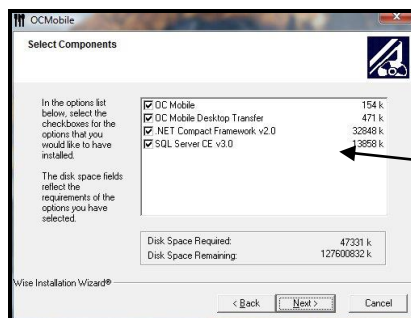 OCMobile
Select Components
In the options list
below, select the
checkboxes for the
options that you
would like to have
installed.
The disk space fields
reflect the
requirements of the
options you have
selected.
OC Mobile 154 k
OC Mobile Desktop Transfer 471 k
.NET Compact Framework v2.0 32848 k
SQL Server CE v3.0 13858 k
Disk Space Required: 47331 k
Disk Space Remaining: 127600832 k
Wise Installation Wizard®
< Back
Next >
Cancel